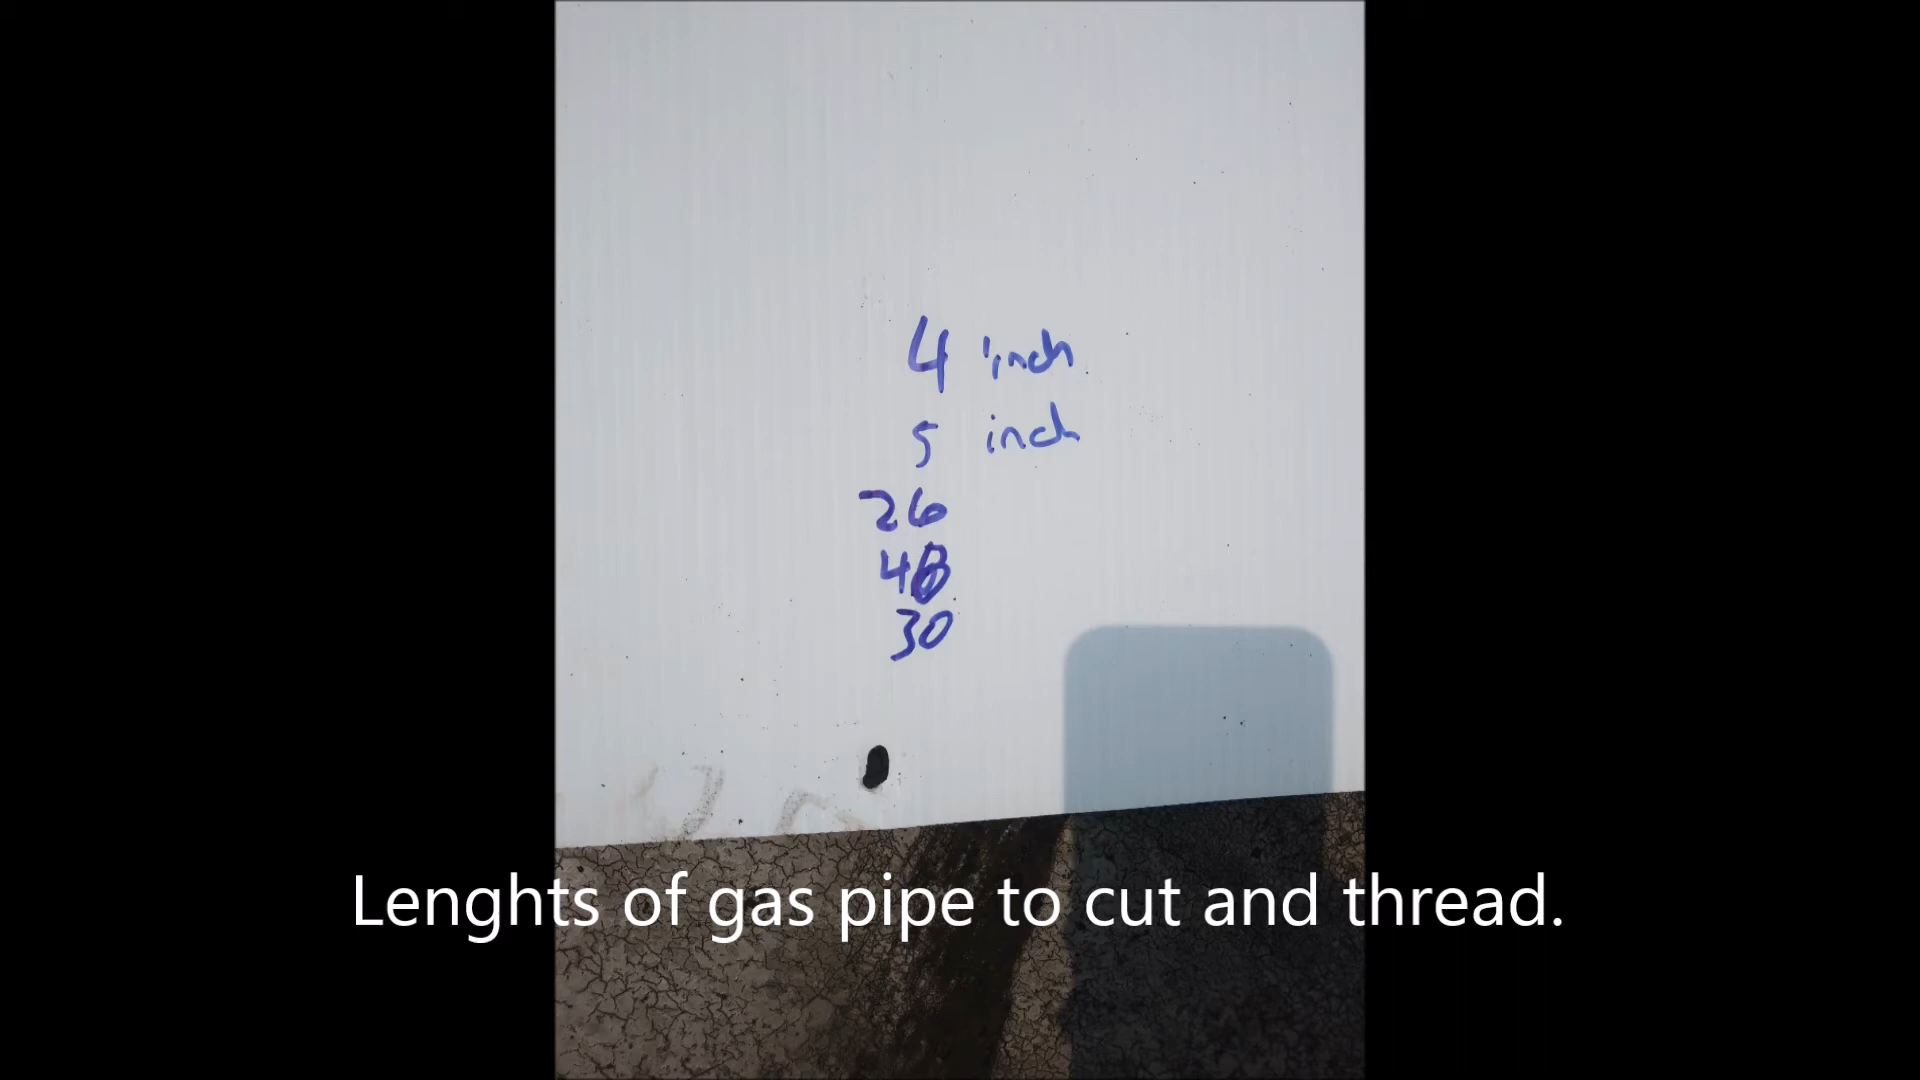 4 inch
5 inch
26
30
Lenghts of gas pipe to cut and thread.